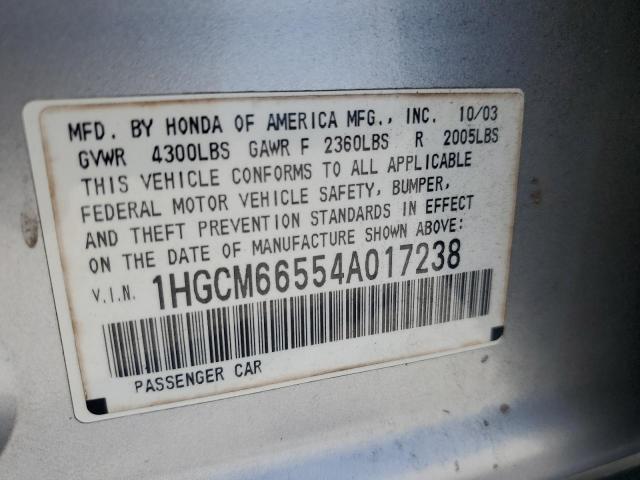 MFD. BY HONDA OF AMERICA MFG., INC. 10/03
GVWR 4300LBS GAWR F 2360LBS R 2005LBS
THIS VEHICLE CONFORMS TO ALL APPLICABLE
FEDERAL MOTOR VEHICLE SAFETY, BUMPER,
AND THEFT PREVENTION STANDARDS IN EFFECT
ON THE DATE OF MANUFACTURE SHOWN ABOVE:
V.I.N. 1HGCM66554A017238
PASSENGER CAR